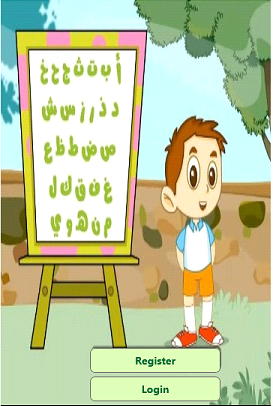 أ ب ت ث ج ح خ
د ذ ر ز س ش
ص ض ط ظ ع
غ ف ق ك ل
م ن ه و ي
Register
Login